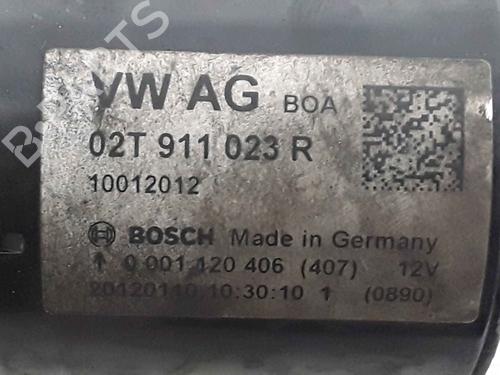 VW AG BOA
02T 911 023 R
10012012
BOSCH Made in Germany
↑ 0 001 120 406 (407) 12V
20120110 10:30:10 1 (0890)